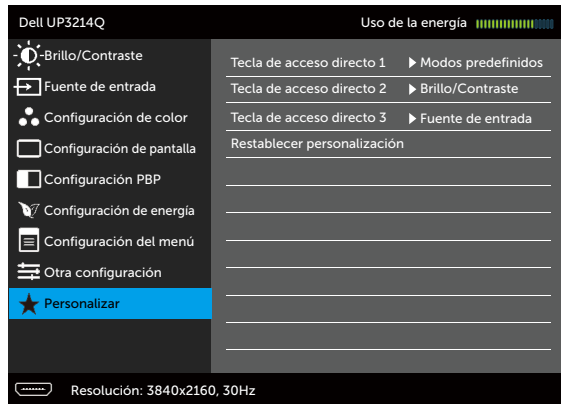 Dell UP3214Q
Uso de la energía
Brillo/Contraste
Fuente de entrada
Configuración de color
Configuración de pantalla
Configuración PBP
Configuración de energía
Configuración del menú
Otra configuración
Personalizar
Tecla de acceso directo 1 Modos predefinidos
Tecla de acceso directo 2 Brillo/Contraste
Tecla de acceso directo 3 Fuente de entrada
Restablecer personalización
Resolución: 3840x2160, 30Hz